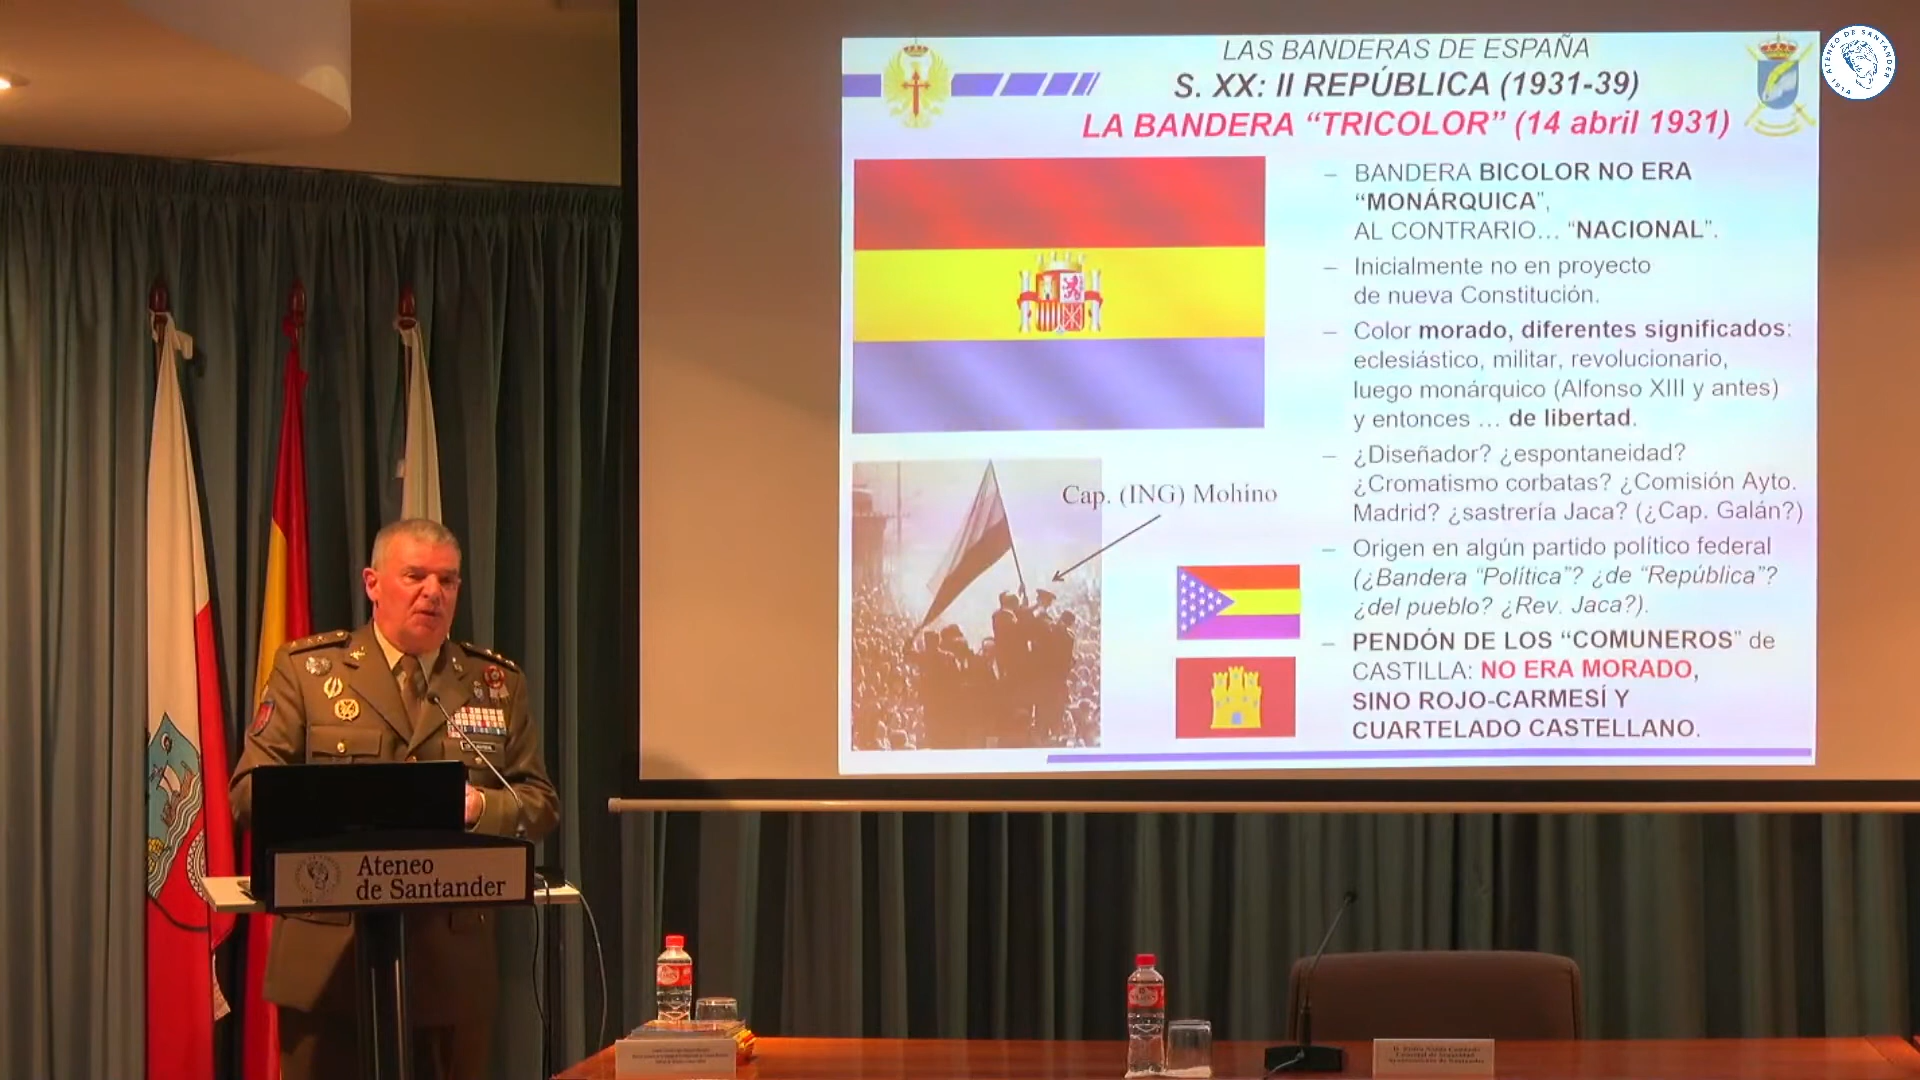 LAS BANDERAS DE ESPAÑA
S. XX: II REPÚBLICA (1931-39)
LA BANDERA “TRICOLOR” (14 abril 1931)
– BANDERA BICOLOR NO ERA
“MONÁRQUICA”,
AL CONTRARIO… “NACIONAL”.
– Inicialmente no en proyecto
de nueva Constitución.
– Color morado, diferentes significados:
eclesiástico, militar, revolucionario,
luego monárquico (Alfonso XIII y antes)
y entonces … de libertad.
– ¿Diseñador? ¿espontaneidad?
¿Cromatismo corbatas? ¿Comisión Ayto.
Madrid? ¿sastrería Jaca? (¿Cap. Galán?)
– Origen en algún partido político federal
(¿Bandera “Política”? ¿de “República”?
¿del pueblo? ¿Rev. Jaca?).
– PENDÓN DE LOS “COMUNEROS” de
CASTILLA: NO ERA MORADO,
SINO ROJO-CARMESÍ Y
CUARTELADO CASTELLANO.
Cap. (ING) Mohíno
ATENEO DE SANTANDER
1914
Ateneo
de Santander